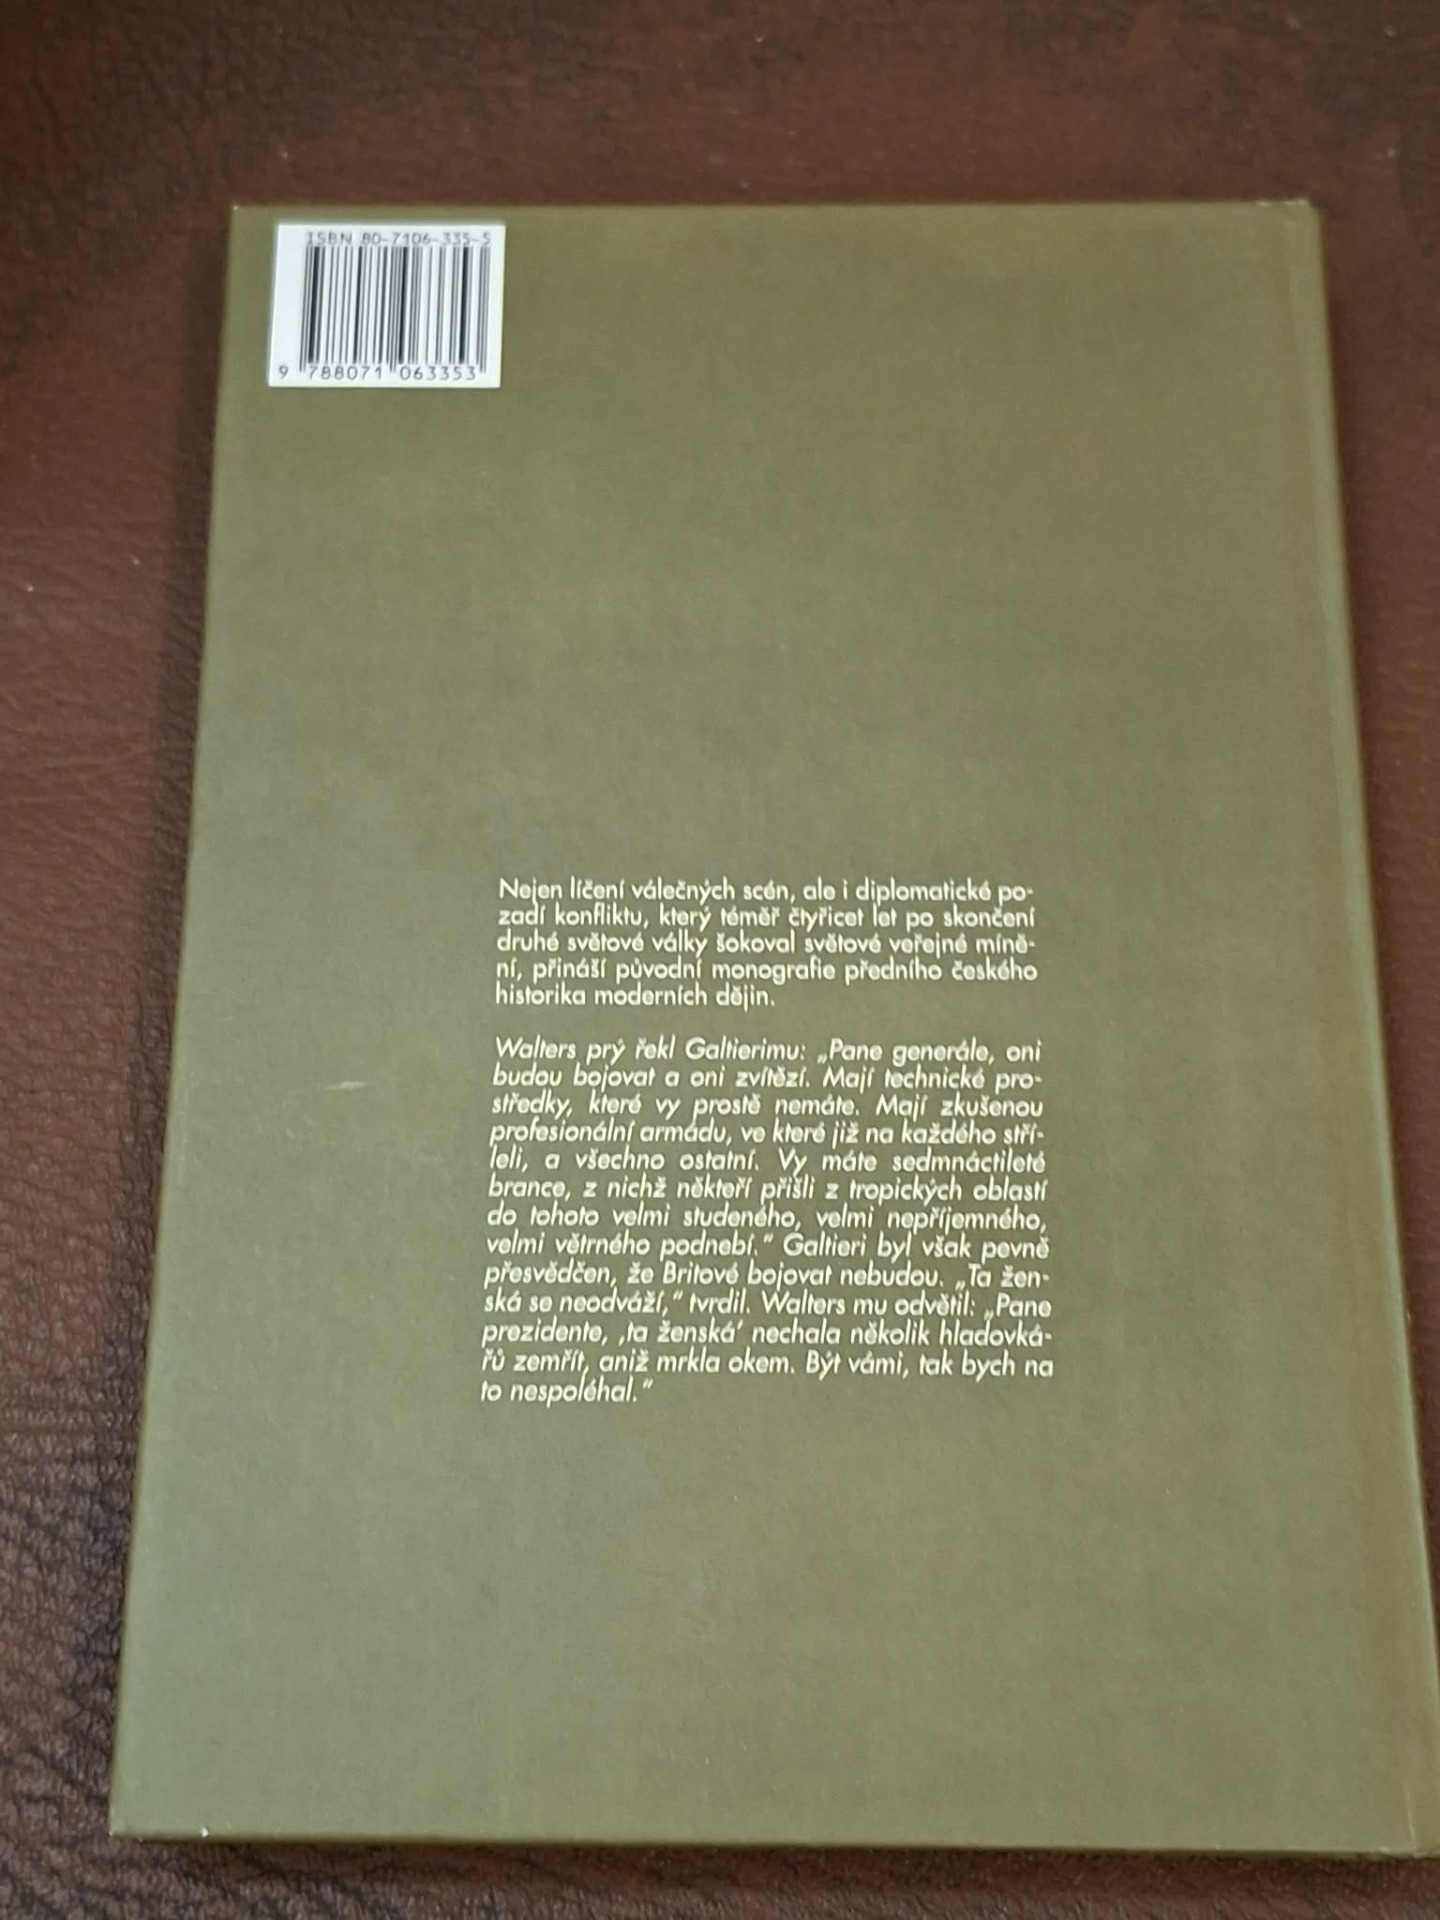 ISBN 80-7106-335-5
9 788071 063353
Nejen líčení válečných scén, ale i diplomatické po-
zadí konfliktu, který téměř čtyřicet let po skončení
druhé světové války šokoval světové veřejné míně-
ní, přináší původní monografie předního českého
historika moderních dějin.
Walters prý řekl Galtierimu: „Pane generále, oni
budou bojovat a oni zvítězí. Mají technické pro-
středky, které vy prostě nemáte. Mají zkušenou
profesionální armádu, ve které již na každého stří-
leli, a všechno ostatní. Vy máte sedmnáctileté
brance, z nichž někteří přišli z tropických oblastí
do tohoto velmi studeného, velmi nepříjemného,
velmi větrného podnebí.“ Galtieri byl však pevně
přesvědčen, že Britové bojovat nebudou. „Ta žen-
ská se neodváží,“ tvrdil. Walters mu odvětil: „Pane
prezidente, ‚ta ženská‘ nechala několik hladovká-
řů zemřít, aniž mrkla okem. Být vámi, tak bych na
to nespoléhal.“